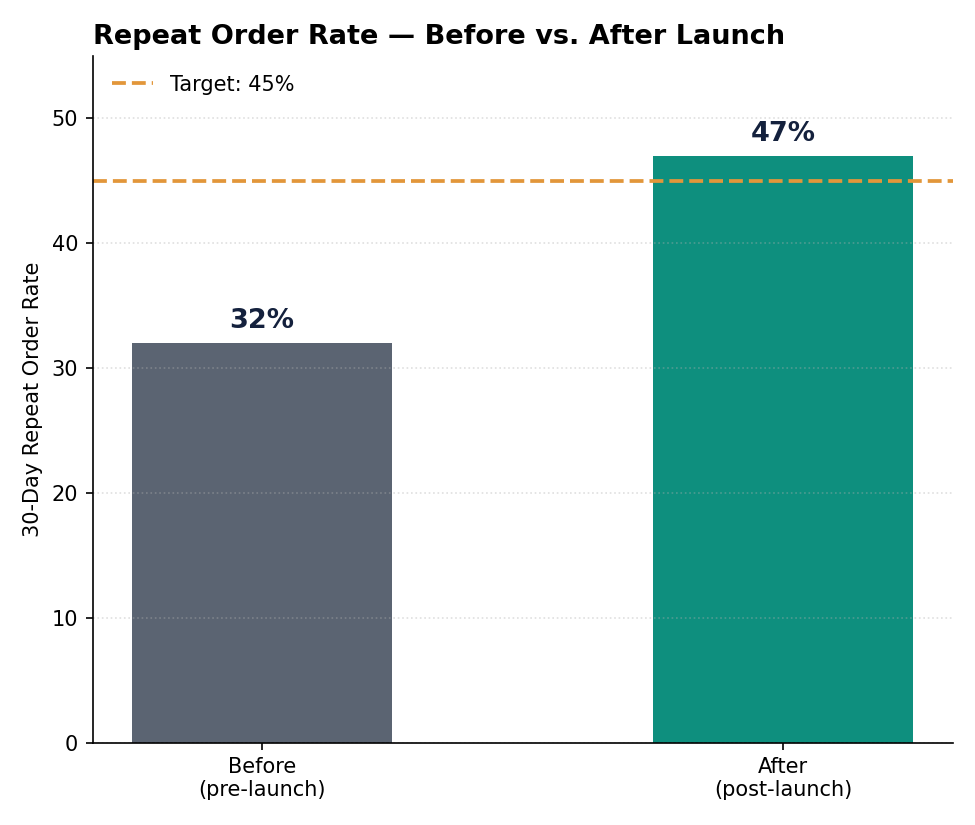 Repeat Order Rate — Before vs. After Launch
Target: 45%
50
40
30
20
10
0
30-Day Repeat Order Rate
32%
47%
Before
(pre-launch)
After
(post-launch)